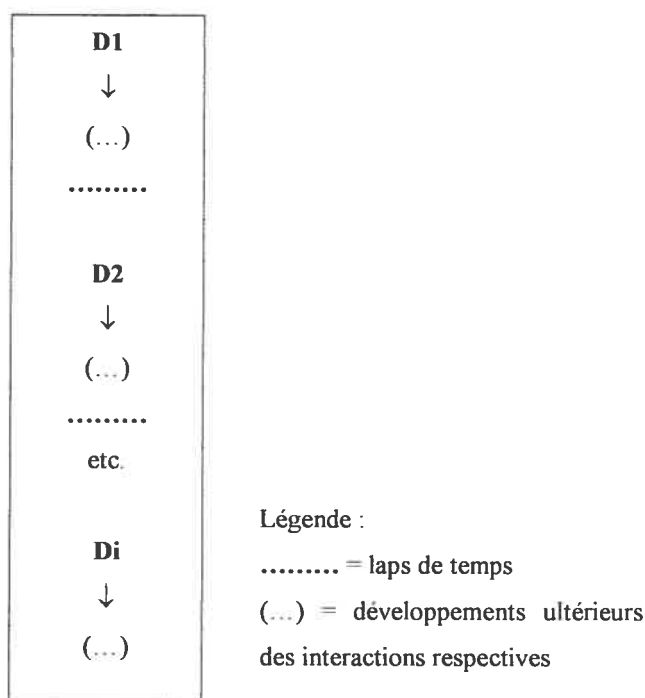 D1
↓
(...)
.........
D2
↓
(...)
.........
etc.
Di
↓
(...)
Légende :
......... = laps de temps
(...) = développements ultérieurs
des interactions respectives